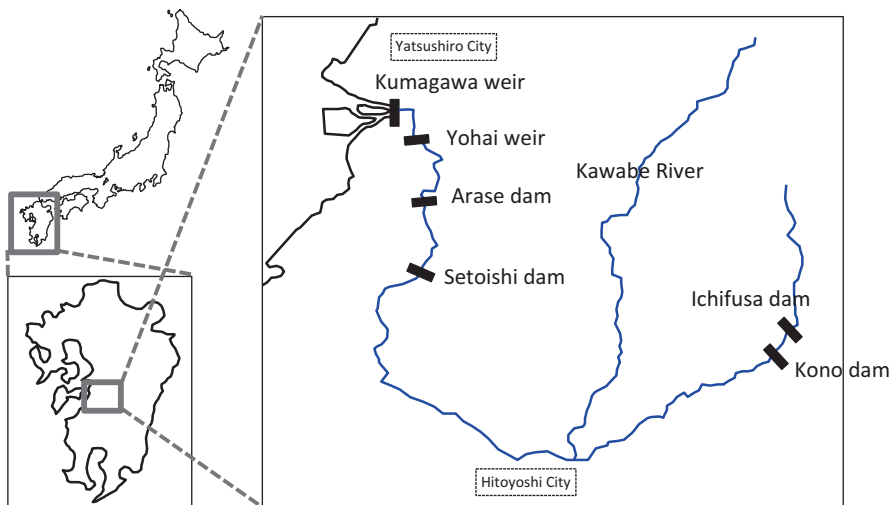 Yatsushiro City
Kumagawa weir
Yohai weir
Kawabe River
Arase dam
Setoishi dam
Ichifusa dam
Kono dam
Hitoyoshi City